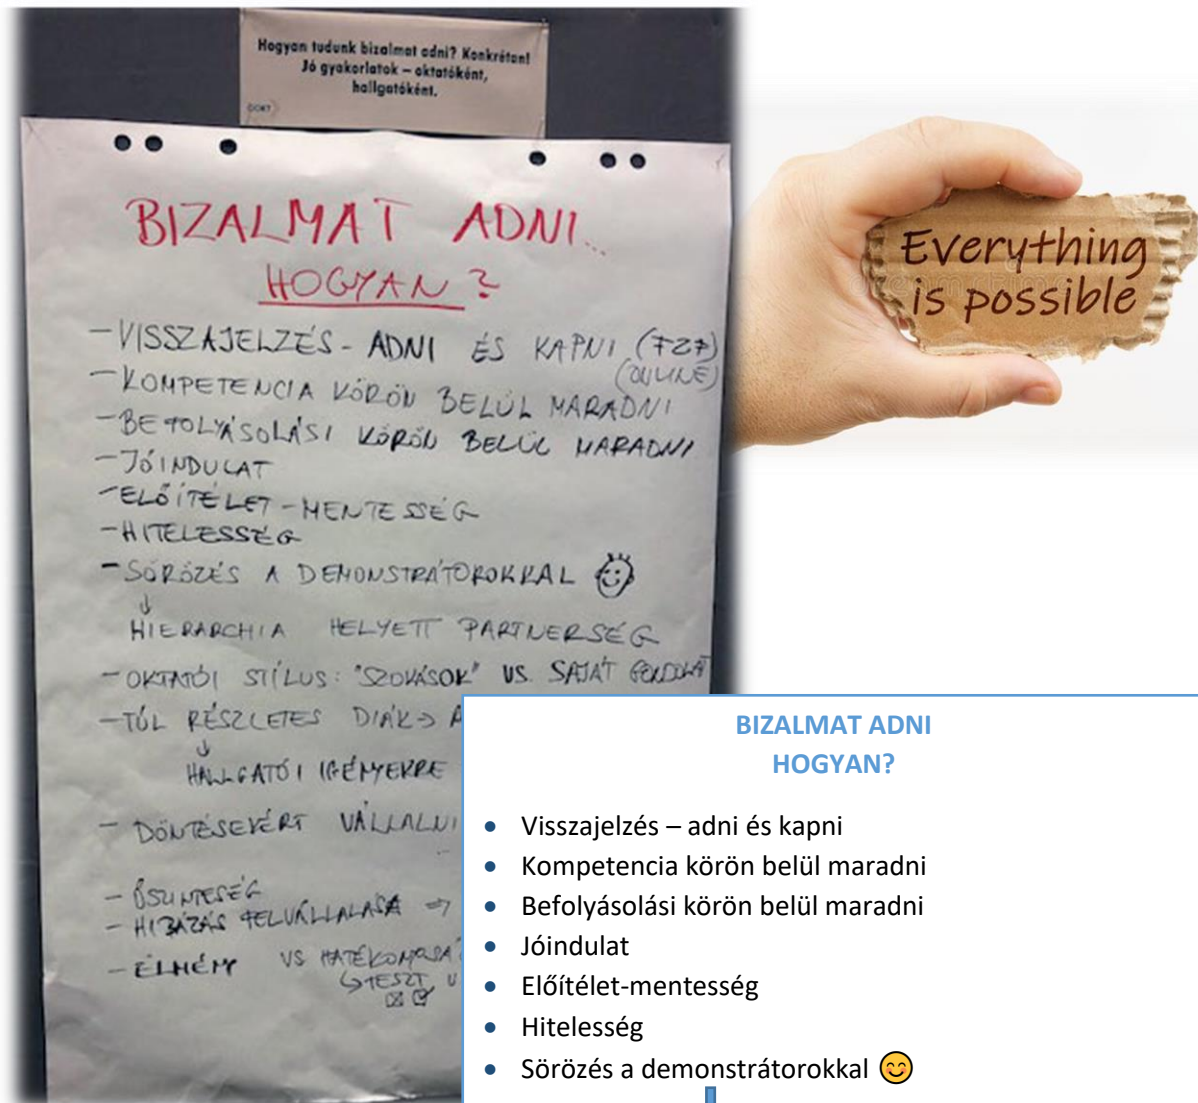 Hogyan tudunk bizalmat adni? Konkrétan!
Jó gyakorlatok – oktatóként,
hallgatóként.
BIZALMAT ADNI...
HOGYAN?
- VISSZAJELZÉS - ADNI ÉS KAPNI (F2F)
(ONLINE)
- KOMPETENCIA KÖRÖN BELÜL MARADNI
- BEFOLYÁSOLÁSI KÖRÖN BELÜL MARADNI
- JÓINDULAT
- ELŐÍTÉLET-MENTESSÉG
- HITELESSÉG
- SÖRÖZÉS A DEMONSTRÁTOROKKAL
↓
HIERARCHIA HELYETT PARTNERSÉG
- OKTATÓI STÍLUS: "SZOKÁSOK" VS. SAJÁT GONDOLAT
- TÚL RÉSZLETES DIÁK →
↓
HALLGATÓI IGÉNYEKRE
- DÖNTÉSEKÉRT VÁLLALNI
- ŐSZINTESÉG
- HIBÁZÁS FELVÁLLALÁSA ⇒
- ÉLMÉNY VS HATÉKONYSÁ
↳ TESZT
Everything
is possible
BIZALMAT ADNI
HOGYAN?
• Visszajelzés – adni és kapni
• Kompetencia körön belül maradni
• Befolyásolási körön belül maradni
• Jóindulat
• Előítélet-mentesség
• Hitelesség
• Sörözés a demonstrátorokkal 😊